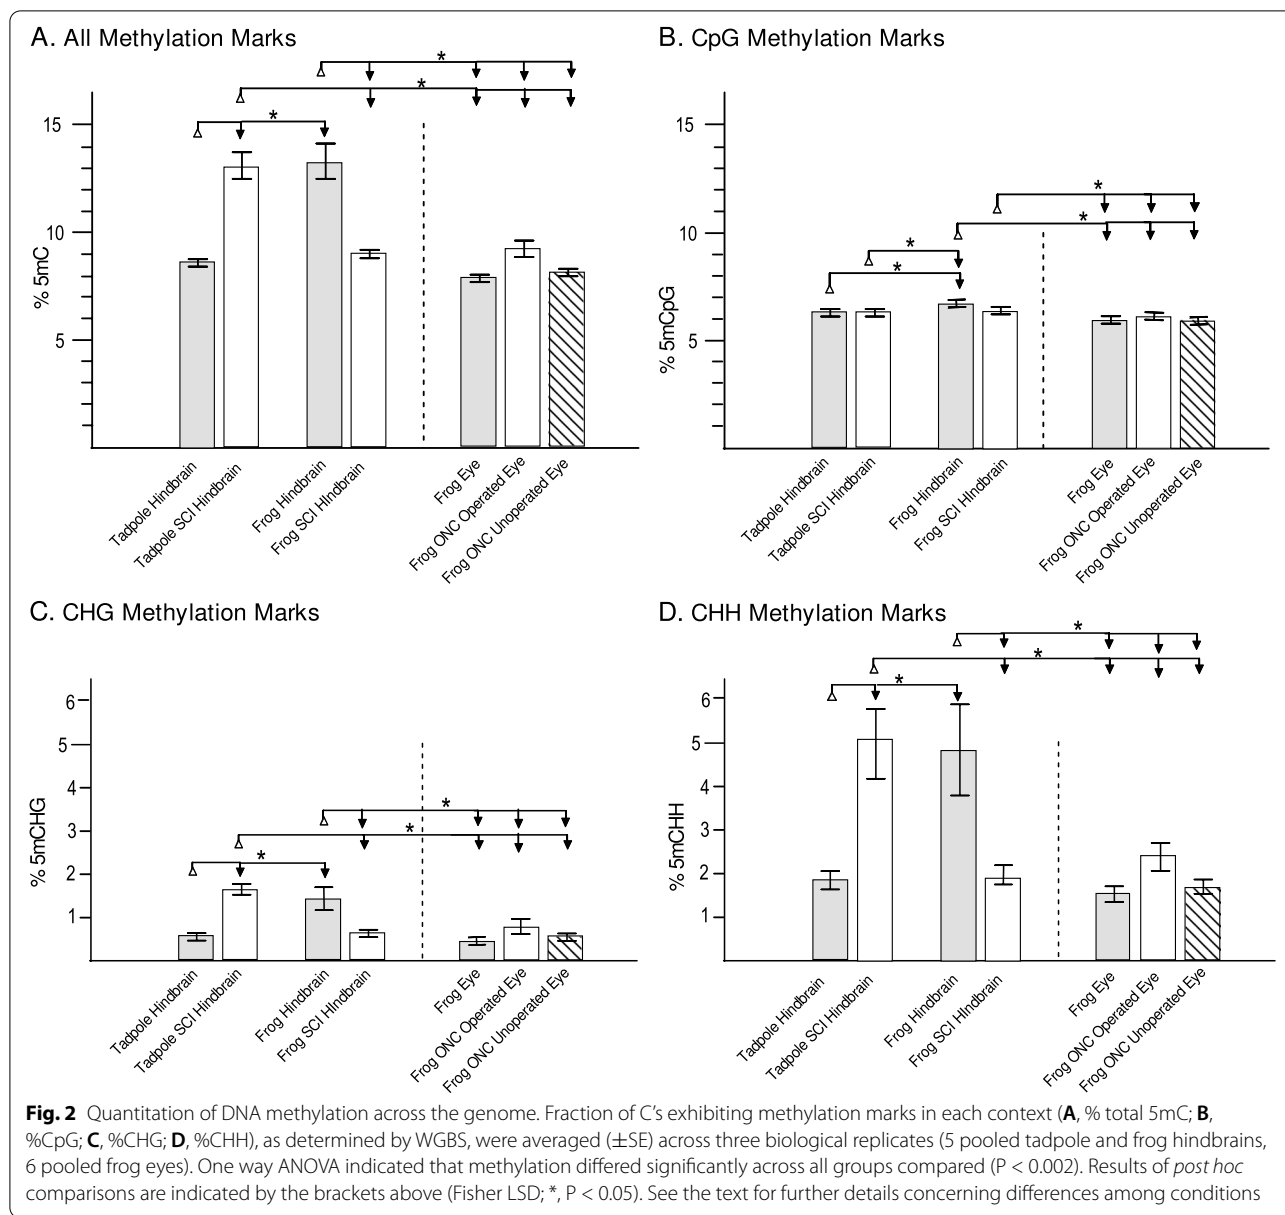 A. All Methylation Marks
*
*
*
15
10
5
% 5mC
Tadpole Hindbrain
Tadpole SCI Hindbrain
Frog Hindbrain
Frog SCI HIndbrain
Frog Eye
Frog ONC Operated Eye
Frog ONC Unoperated Eye
B. CpG Methylation Marks
15
*
*
10
*
*
5
% 5mCpG
Tadpole Hindbrain
Tadpole SCI Hindbrain
Frog Hindbrain
Frog SCI HIndbrain
Frog Eye
Frog ONC Operated Eye
Frog ONC Unoperated Eye
C. CHG Methylation Marks
6
5
4
3
2
1
*
*
*
% 5mCHG
Tadpole Hindbrain
Tadpole SCI Hindbrain
Frog Hindbrain
Frog SCI HIndbrain
Frog Eye
Frog ONC Operated Eye
Frog ONC Unoperated Eye
D. CHH Methylation Marks
*
*
*
6
5
4
3
2
1
% 5mCHH
Tadpole Hindbrain
Tadpole SCI Hindbrain
Frog Hindbrain
Frog SCI HIndbrain
Frog Eye
Frog ONC Operated Eye
Frog ONC Unoperated Eye
Fig. 2 Quantitation of DNA methylation across the genome. Fraction of C's exhibiting methylation marks in each context (A, % total 5mC; B,
%CpG; C, %CHG; D, %CHH), as determined by WGBS, were averaged (±SE) across three biological replicates (5 pooled tadpole and frog hindbrains,
6 pooled frog eyes). One way ANOVA indicated that methylation differed significantly across all groups compared (P < 0.002). Results of post hoc
comparisons are indicated by the brackets above (Fisher LSD; *, P < 0.05). See the text for further details concerning differences among conditions